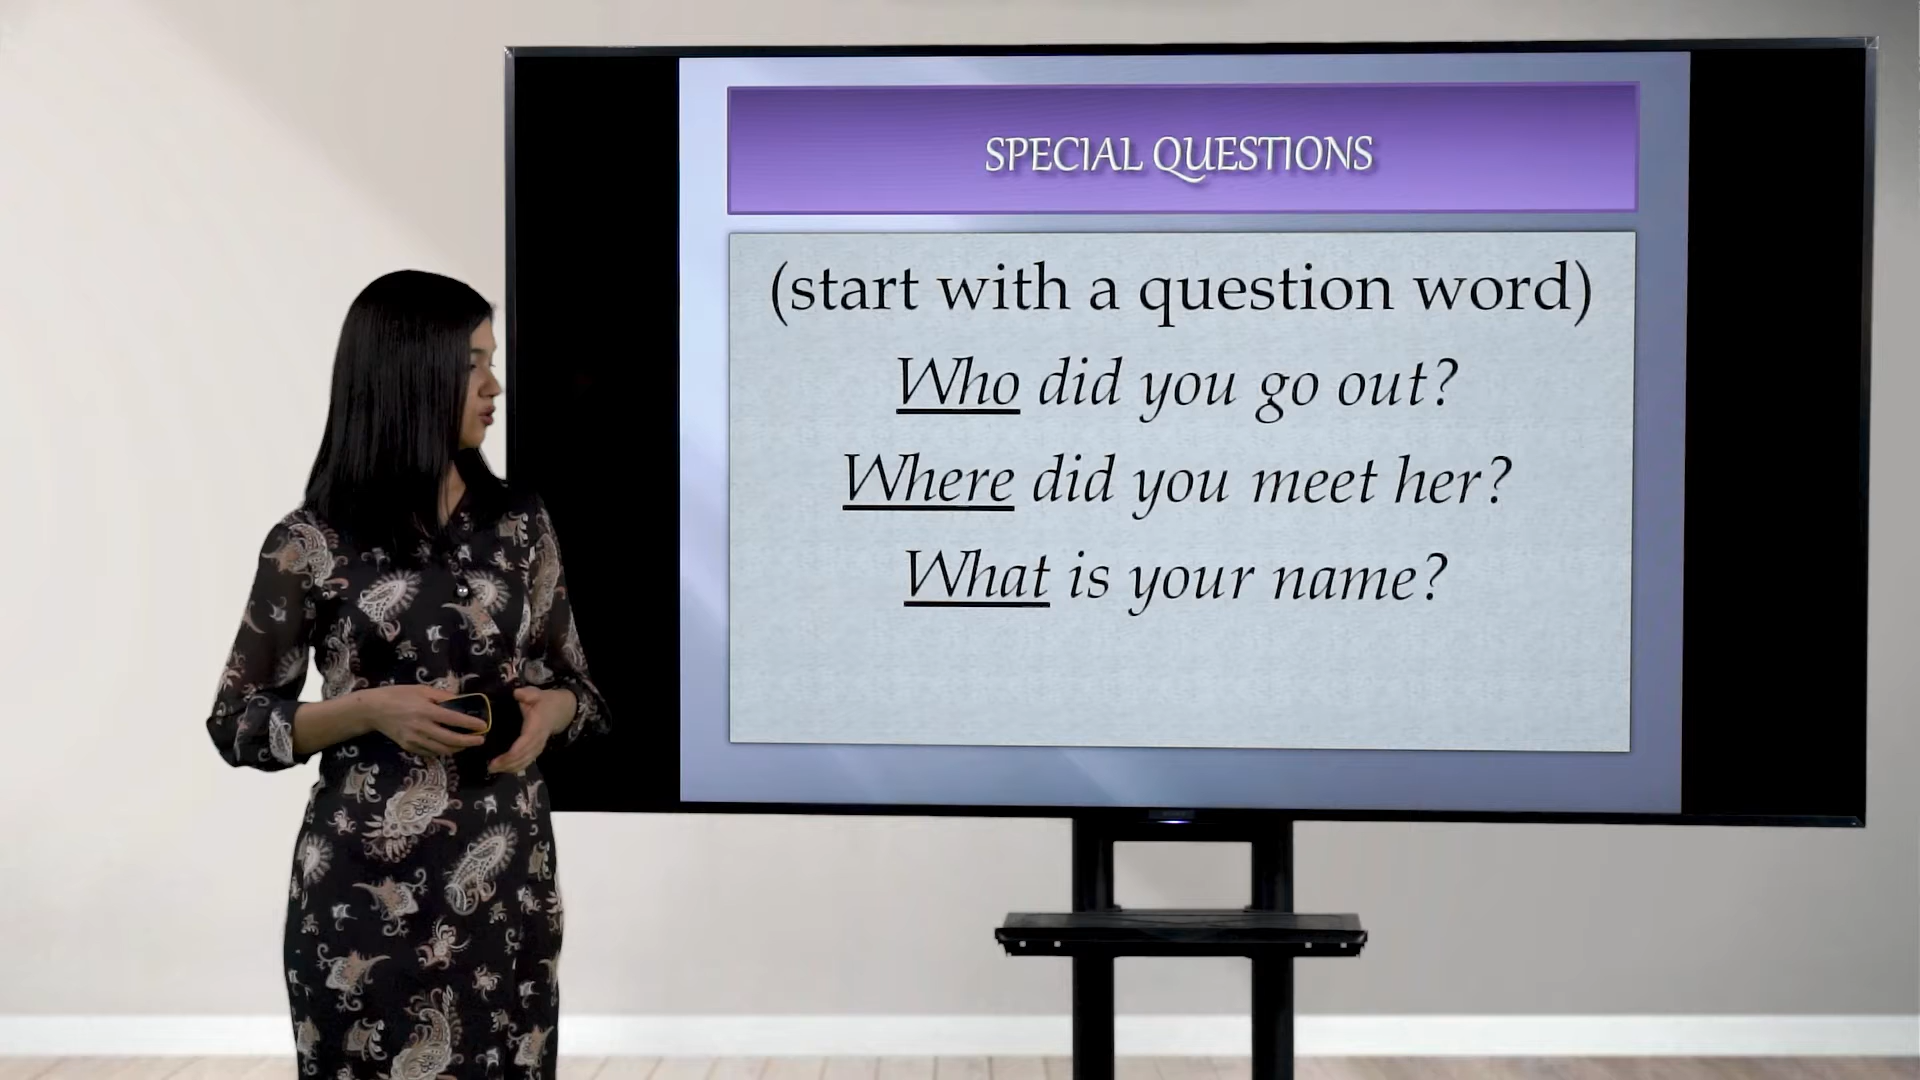 SPECIAL QUESTIONS
(start with a question word)
Who did you go out?
Where did you meet her?
What is your name?